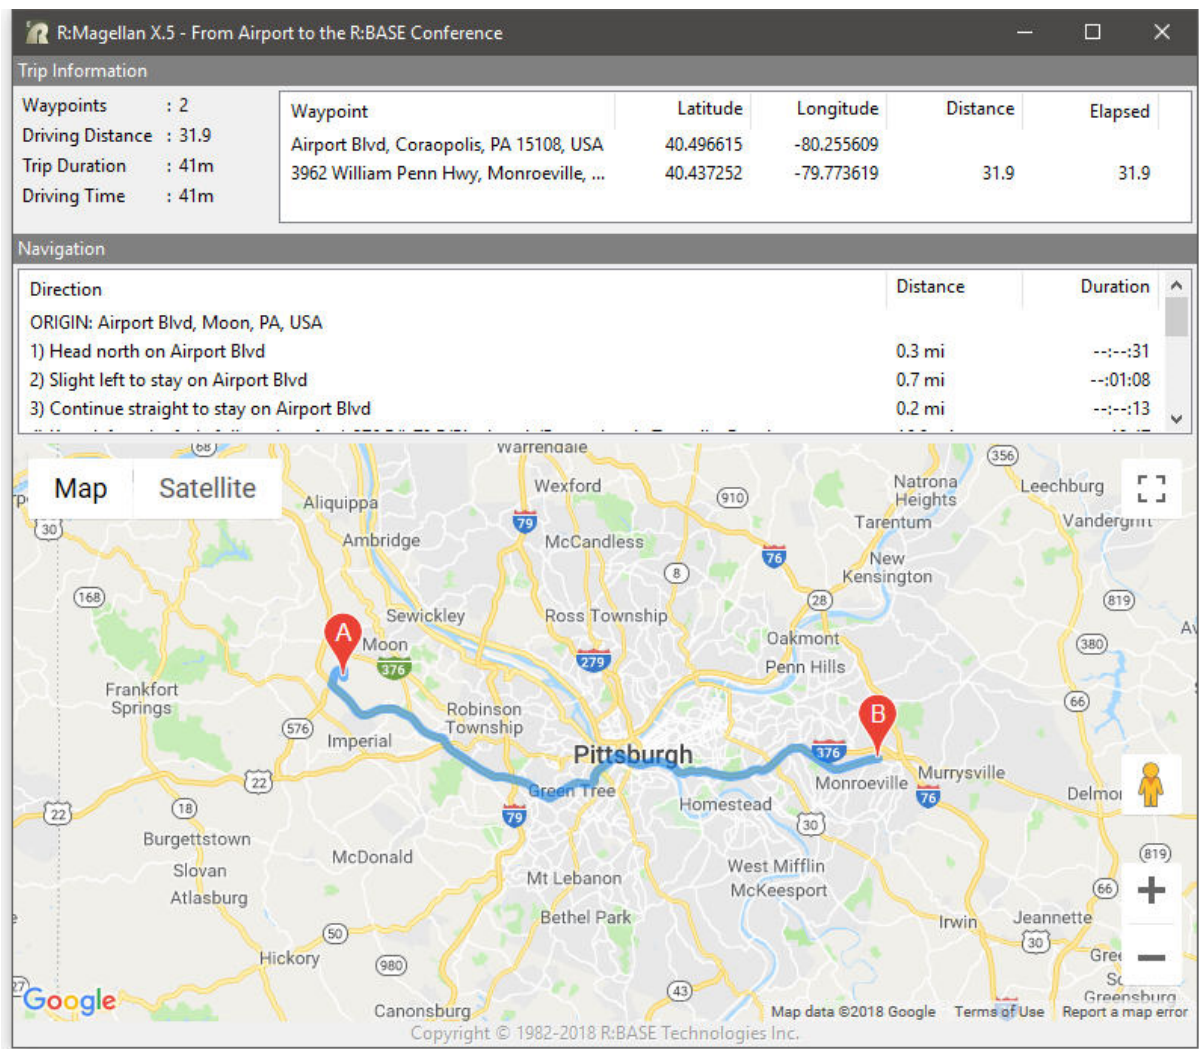 R:Magellan X.5 - From Airport to the R:BASE Conference
Trip Information
Waypoints : 2
Driving Distance : 31.9
Trip Duration : 41m
Driving Time : 41m
Waypoint Latitude Longitude Distance Elapsed
Airport Blvd, Coraopolis, PA 15108, USA 40.496615 -80.255609
3962 William Penn Hwy, Monroeville, ... 40.437252 -79.773619 31.9 31.9
Navigation
Direction Distance Duration
ORIGIN: Airport Blvd, Moon, PA, USA
1) Head north on Airport Blvd 0.3 mi --:--:31
2) Slight left to stay on Airport Blvd 0.7 mi --:01:08
3) Continue straight to stay on Airport Blvd 0.2 mi --:--:13
Map Satellite
68
Warrendale
356
Wexford
910
Natrona Heights
Leechburg
Aliquippa
79
Tarentum
Vandergrift
30
Ambridge
McCandless
76
New Kensington
8
168
28
819
Sewickley
Ross Township
A
Moon
Oakmont
380
376
279
Penn Hills
Frankfort Springs
66
Robinson Township
B
576
Imperial
Pittsburgh
376
22
Monroeville
Murrysville
Green Tree
76
22
18
79
Homestead
30
Burgettstown
McDonald
819
Slovan
Mt Lebanon
West Mifflin
Atlasburg
McKeesport
66
Bethel Park
Irwin
Jeannette
50
30
Hickory
980
43
Greensburg
Google
Canonsburg
Map data ©2018 Google Terms of Use Report a map error
Copyright © 1982-2018 R:BASE Technologies Inc.